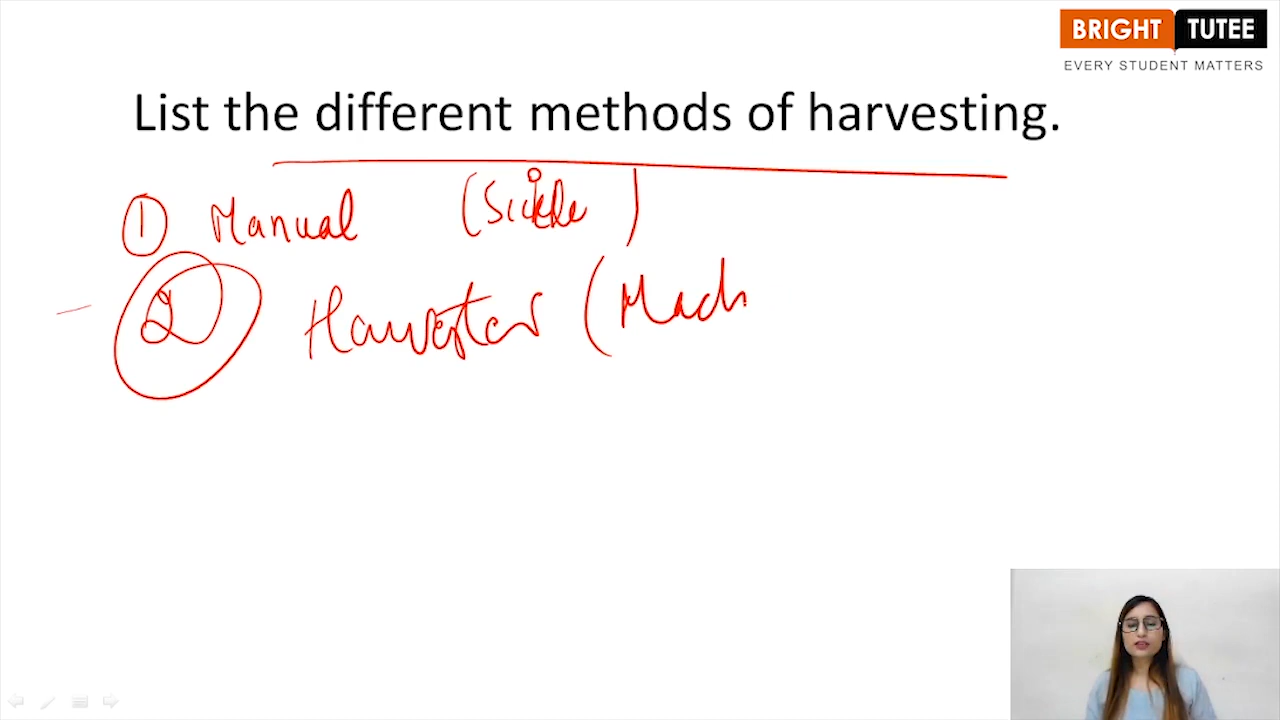 BRIGHT TUTEE
EVERY STUDENT MATTERS
List the different methods of harvesting.
① Manual (Sickle)
② Harvester (Mach